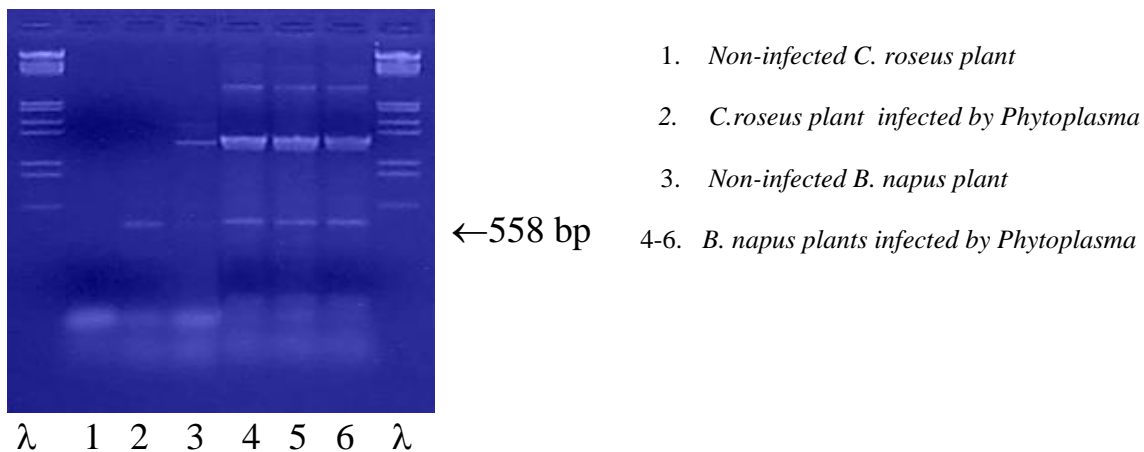 1. Non-infected C. roseus plant
2. C.roseus plant infected by Phytoplasma
3. Non-infected B. napus plant
←558 bp
4-6. B. napus plants infected by Phytoplasma
λ 1 2 3 4 5 6 λ